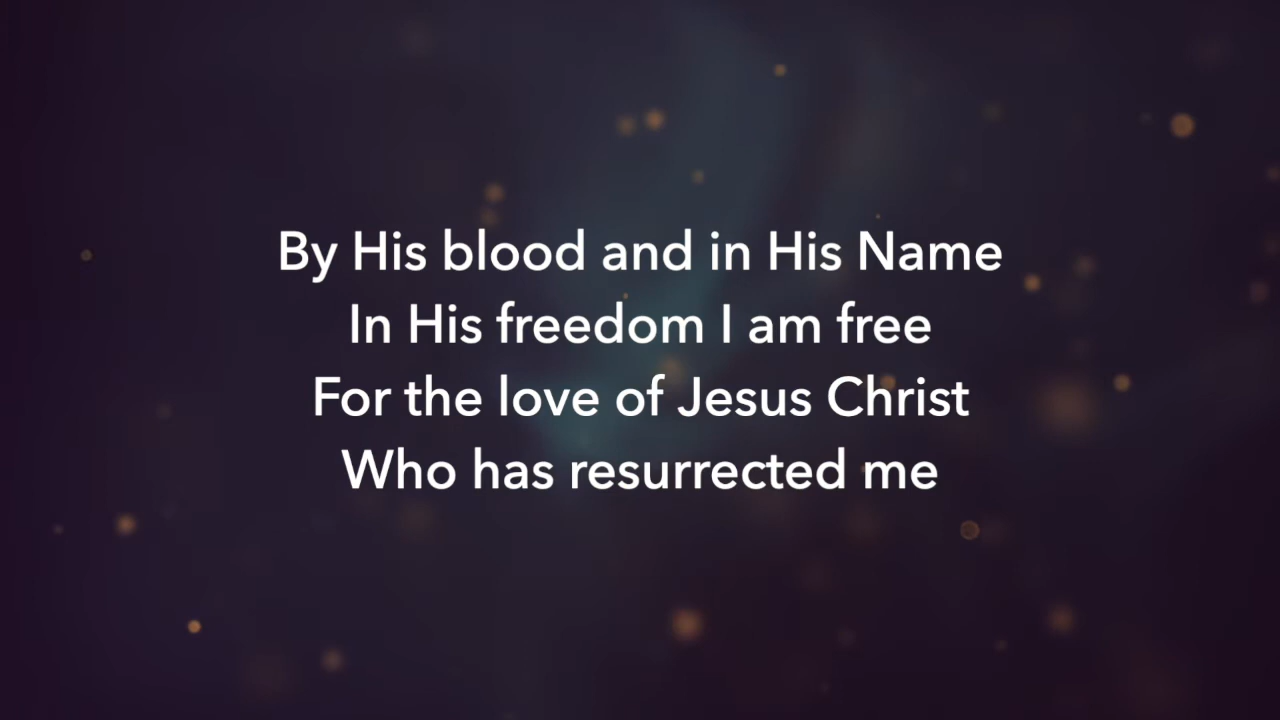 By His blood and in His Name
In His freedom I am free
For the love of Jesus Christ
Who has resurrected me